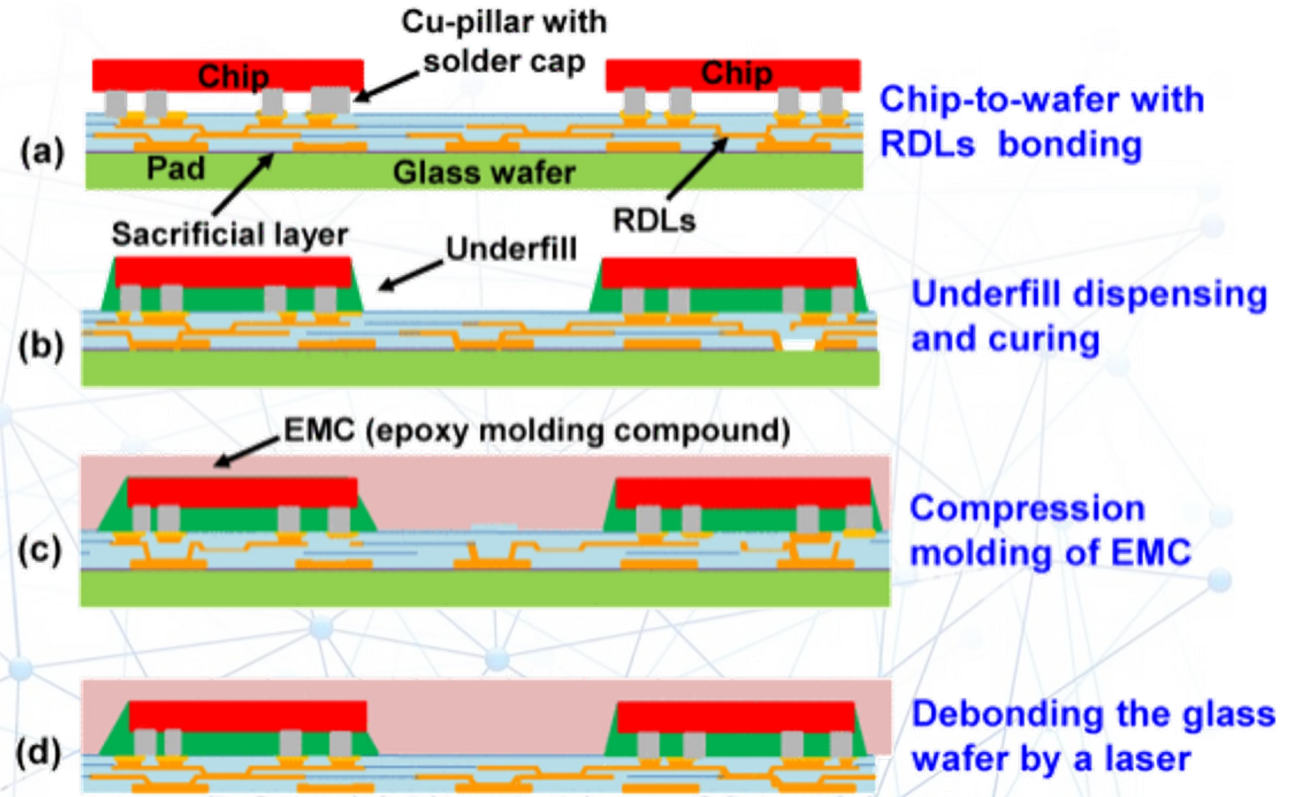 Cu-pillar with
solder cap
Chip
Chip
Chip-to-wafer with
RDLs bonding
(a)
Pad
Glass wafer
Sacrificial layer
RDLs
Underfill
Underfill dispensing
and curing
(b)
EMC (epoxy molding compound)
Compression
molding of EMC
(c)
Debonding the glass
wafer by a laser
(d)